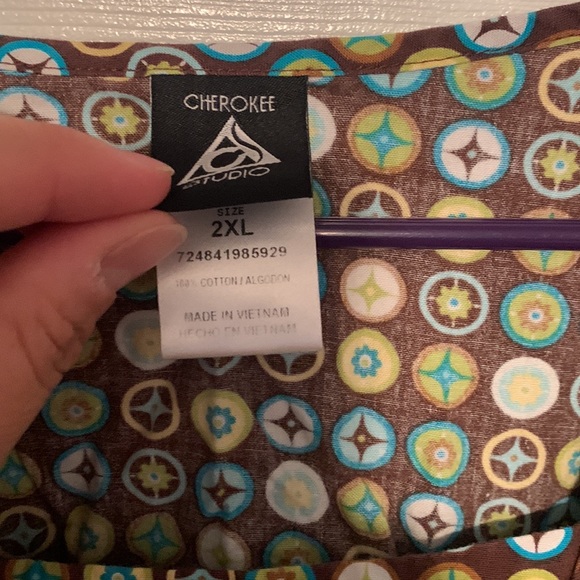 CHEROKEE
STUDIO
SIZE
2XL
724841985929
100% COTTON/ALGODON
MADE IN VIETNAM
HECHO EN VIETNAM